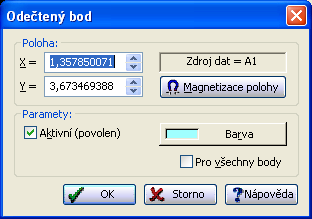 Odečtený bod
Poloha:
X = 1,357850071
Zdroj dat = A1
Y = 3,673469388
Magnetizace polohy
Parametry:
Aktivní (povolen)
Barva
Pro všechny body
OK
Storno
Nápověda